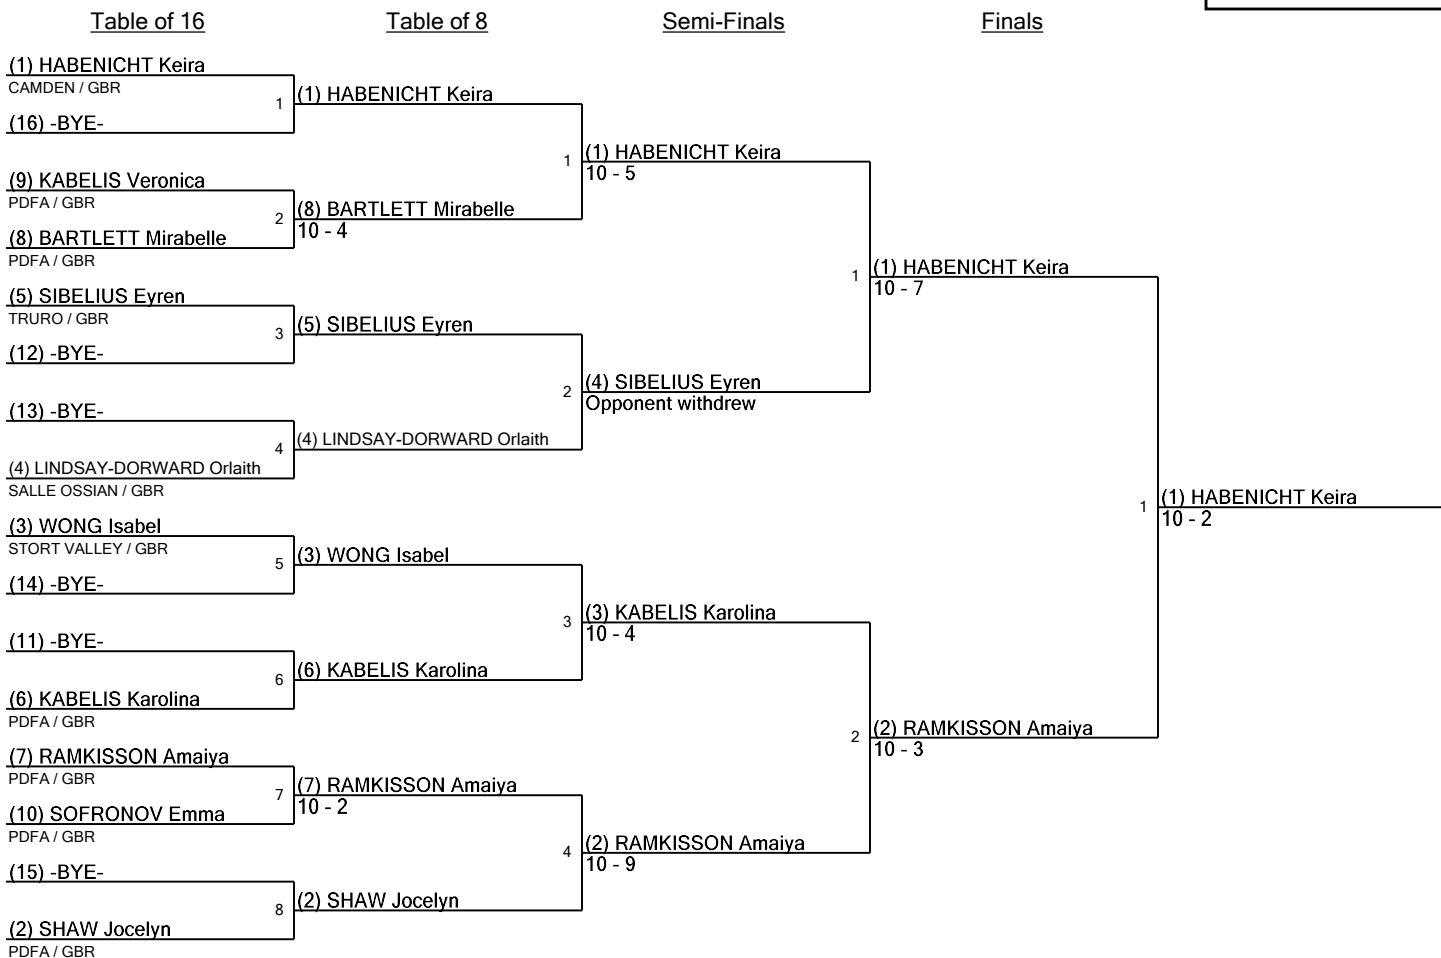 Table of 16
Table of 8
Semi-Finals
Finals
(1) HABENICHT Keira
CAMDEN / GBR
(16) -BYE-
(9) KABELIS Veronica
PDFA / GBR
(8) BARTLETT Mirabelle
PDFA / GBR
(5) SIBELIUS Eyren
TRURO / GBR
(12) -BYE-
(13) -BYE-
(4) LINDSAY-DORWARD Orlaith
SALLE OSSIAN / GBR
(3) WONG Isabel
STORT VALLEY / GBR
(14) -BYE-
(11) -BYE-
(6) KABELIS Karolina
PDFA / GBR
(7) RAMKISSON Amaiya
PDFA / GBR
(10) SOFRONOV Emma
PDFA / GBR
(15) -BYE-
(2) SHAW Jocelyn
PDFA / GBR
1
(1) HABENICHT Keira
2
(8) BARTLETT Mirabelle
10 - 4
3
(5) SIBELIUS Eyren
4
(4) LINDSAY-DORWARD Orlaith
5
(3) WONG Isabel
6
(6) KABELIS Karolina
7
(7) RAMKISSON Amaiya
10 - 2
8
(2) SHAW Jocelyn
1
(1) HABENICHT Keira
10 - 5
2
(4) SIBELIUS Eyren
Opponent withdrew
3
(3) KABELIS Karolina
10 - 4
4
(2) RAMKISSON Amaiya
10 - 9
1
(1) HABENICHT Keira
10 - 7
2
(2) RAMKISSON Amaiya
10 - 3
1
(1) HABENICHT Keira
10 - 2